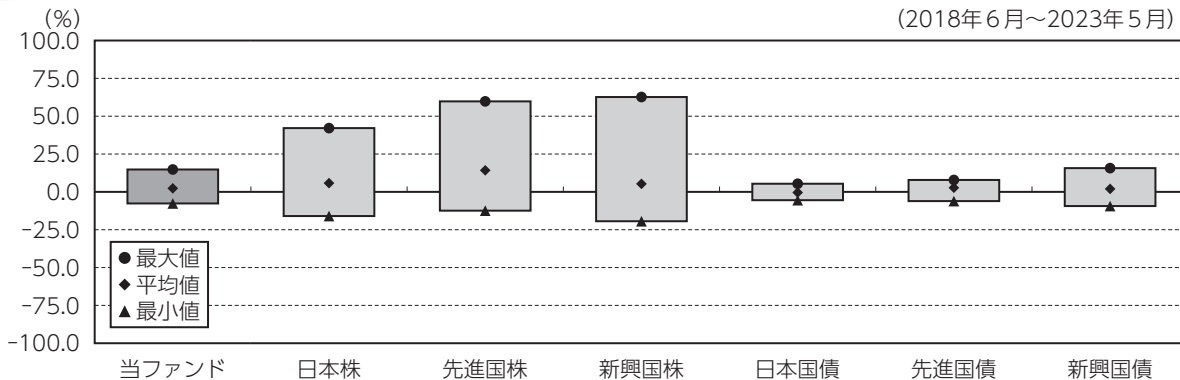 (%)
(2018年6月～2023年5月)
100.0
75.0
50.0
25.0
0.0
-25.0
-50.0
-75.0
-100.0
●最大値
◆平均値
▲最小値
当ファンド 日本株 先進国株 新興国株 日本国債 先進国債 新興国債